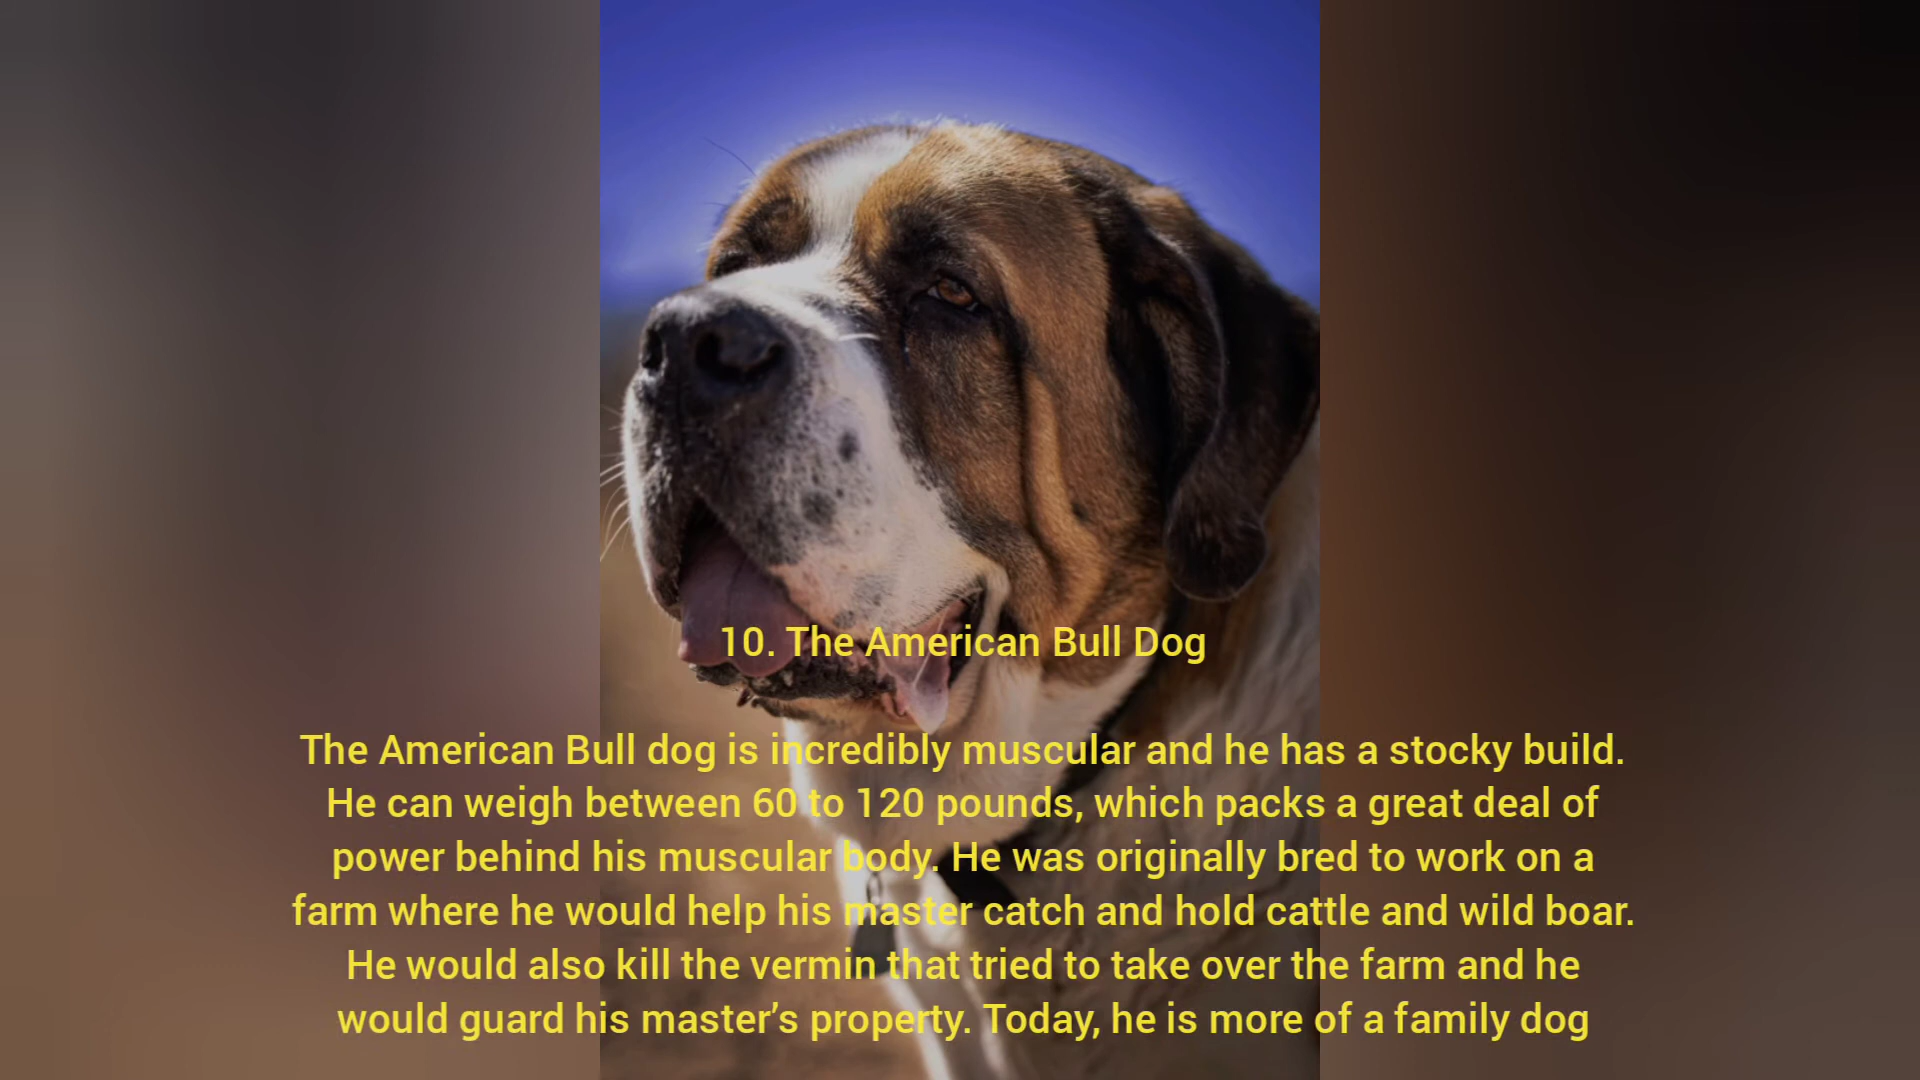 10. The American Bull Dog
The American Bull dog is incredibly muscular and he has a stocky build.
He can weigh between 60 to 120 pounds, which packs a great deal of
power behind his muscular body. He was originally bred to work on a
farm where he would help his master catch and hold cattle and wild boar.
He would also kill the vermin that tried to take over the farm and he
would guard his master’s property. Today, he is more of a family dog